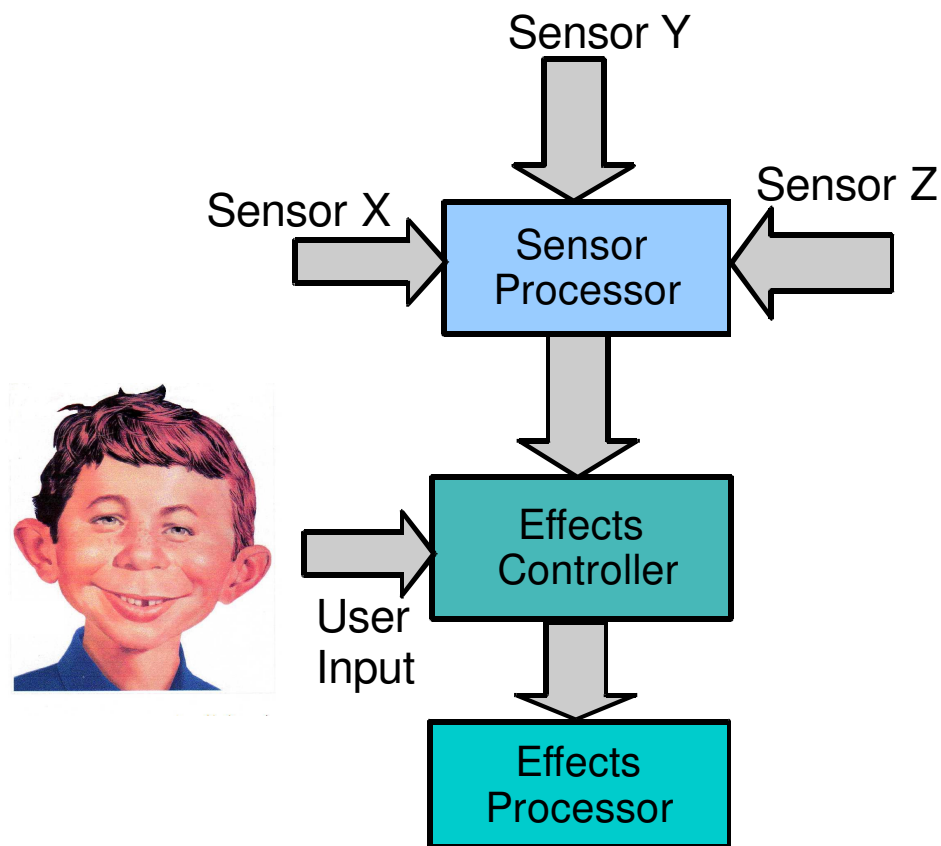 Sensor Y
Sensor X
Sensor Z
Sensor
Processor
Effects
Controller
User
Input
Effects
Processor